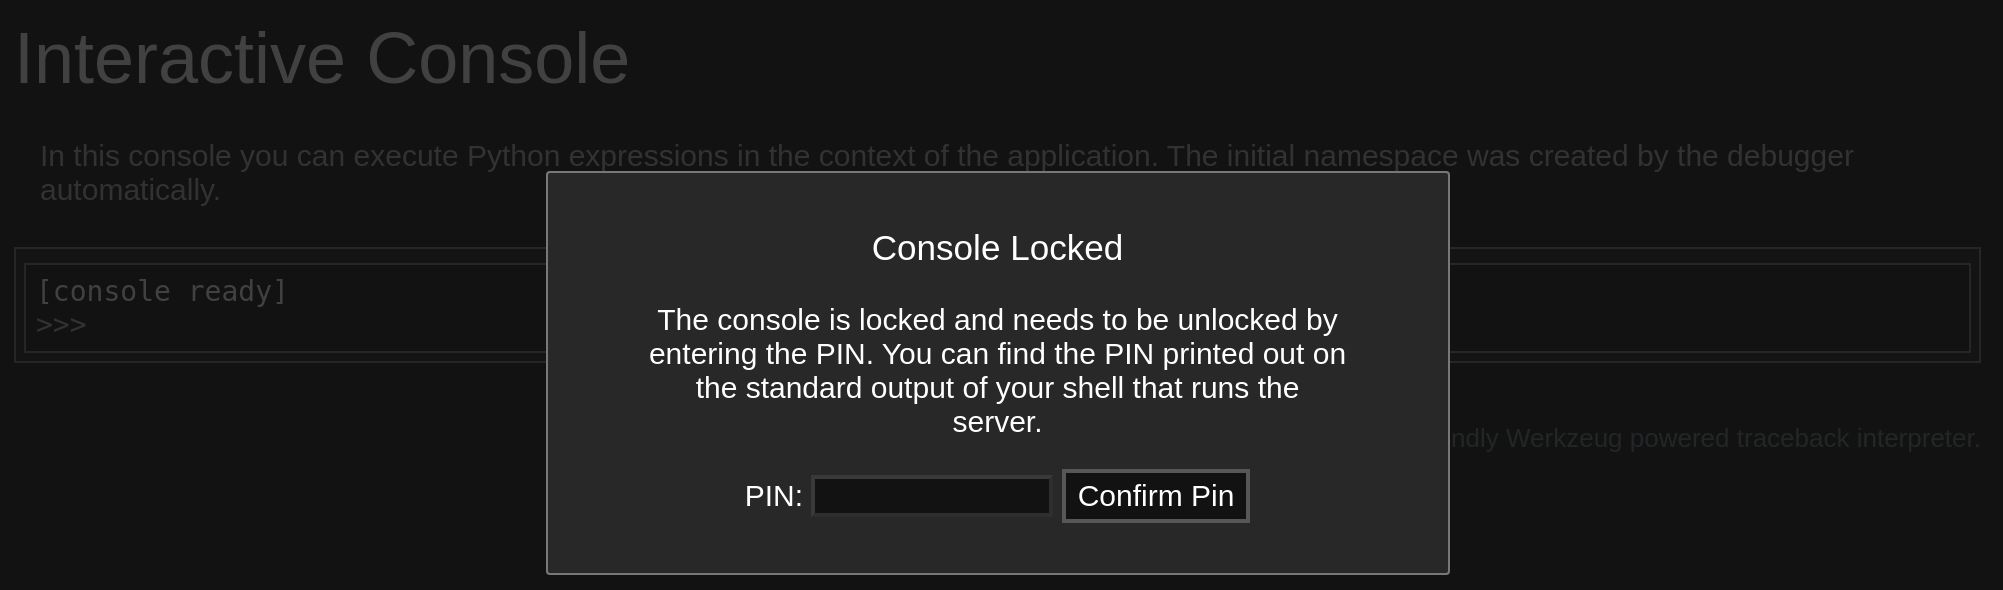 Interactive Console
In this console you can execute Python expressions in the context of the application. The initial namespace was created by the debugger
automatically.
[console ready]
>>>
Console Locked
The console is locked and needs to be unlocked by
entering the PIN. You can find the PIN printed out on
the standard output of your shell that runs the
server.
PIN:
Confirm Pin
Werkzeug powered traceback interpreter.